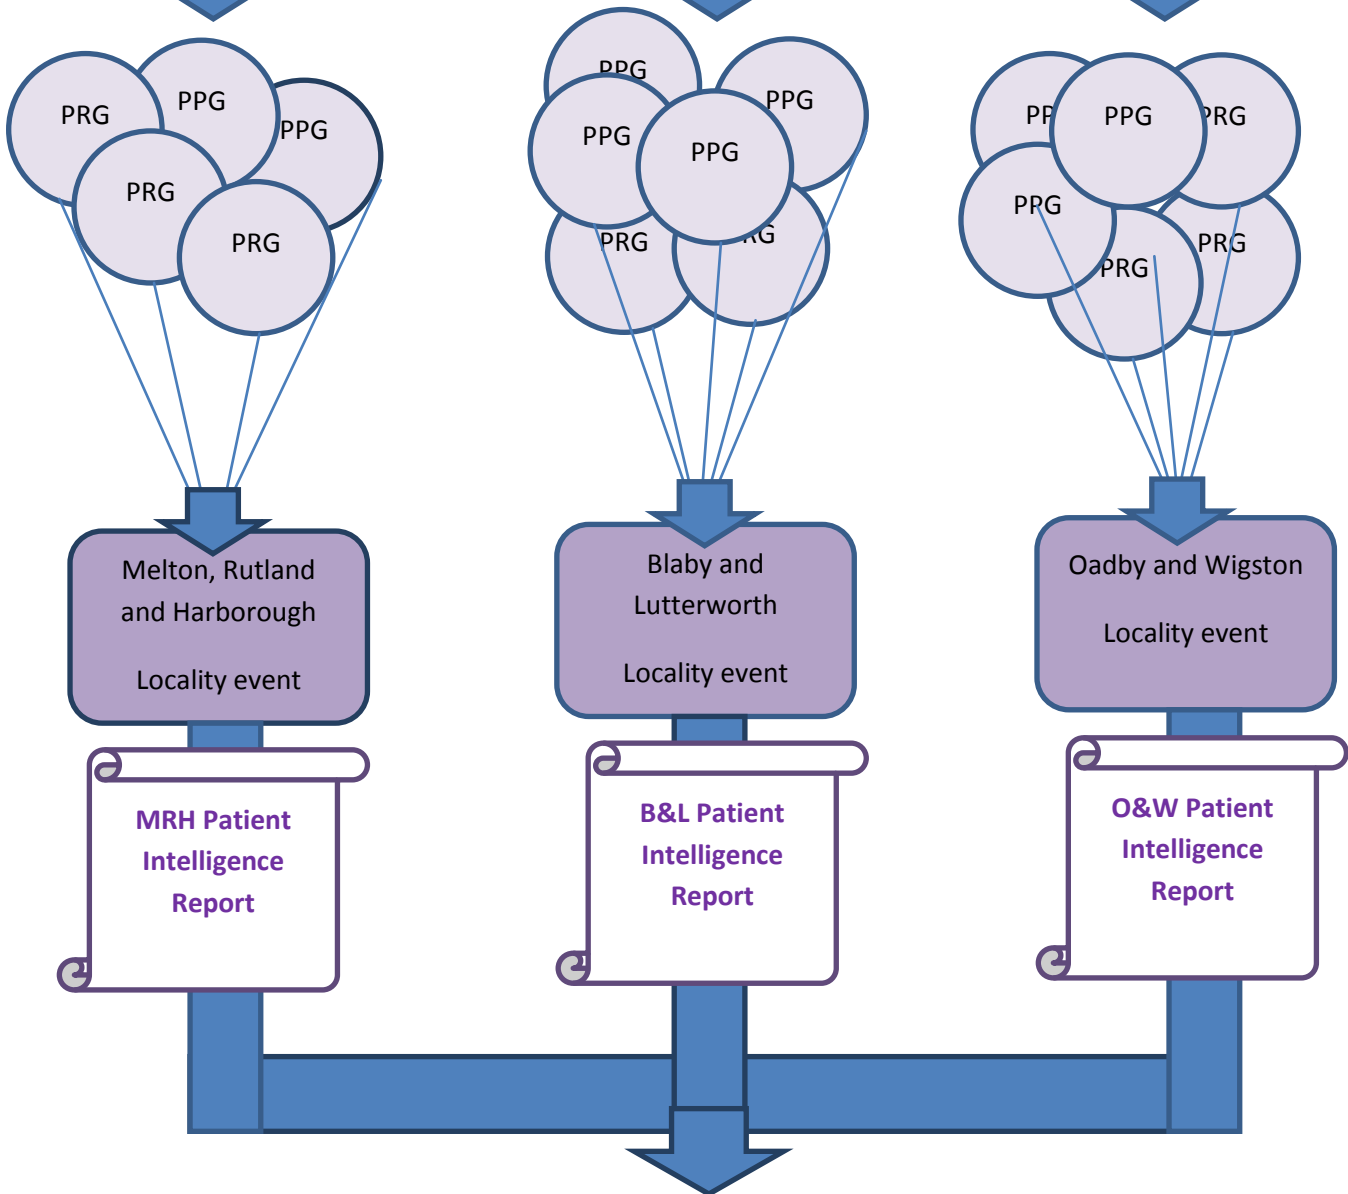 PRG
PPG
PPG
PRG
PRG
PPG
PPG
PPG
PPG
PRG
PPG
PRG
PPG
PRG
PRG
Melton, Rutland
and Harborough
Locality event
Blaby and
Lutterworth
Locality event
Oadby and Wigston
Locality event
MRH Patient
Intelligence
Report
B&L Patient
Intelligence
Report
O&W Patient
Intelligence
Report